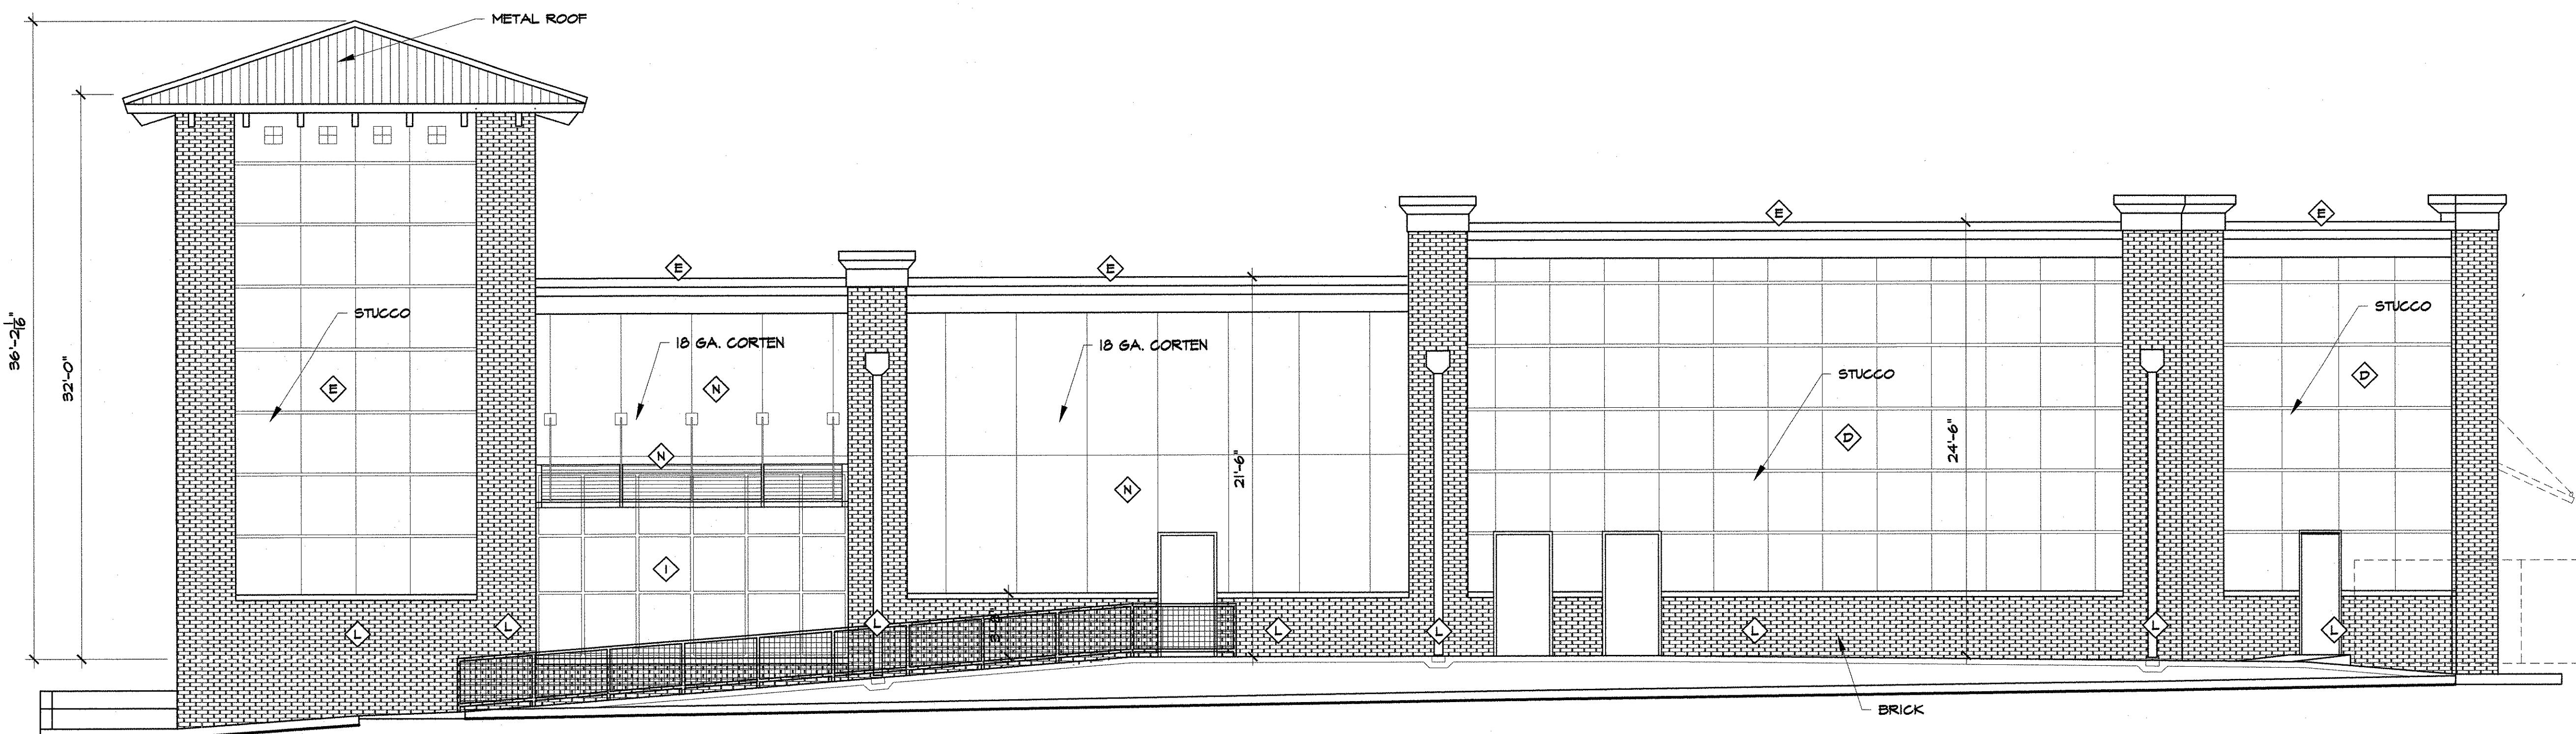 METAL ROOF
36'-2 1/16"
32'-0"
STUCCO
E
L
L
E
18 GA. CORTEN
N
N
I
L
E
18 GA. CORTEN
N
21'-6"
L
L
E
STUCCO
D
24'-6"
L
BRICK
L
E
STUCCO
D
L